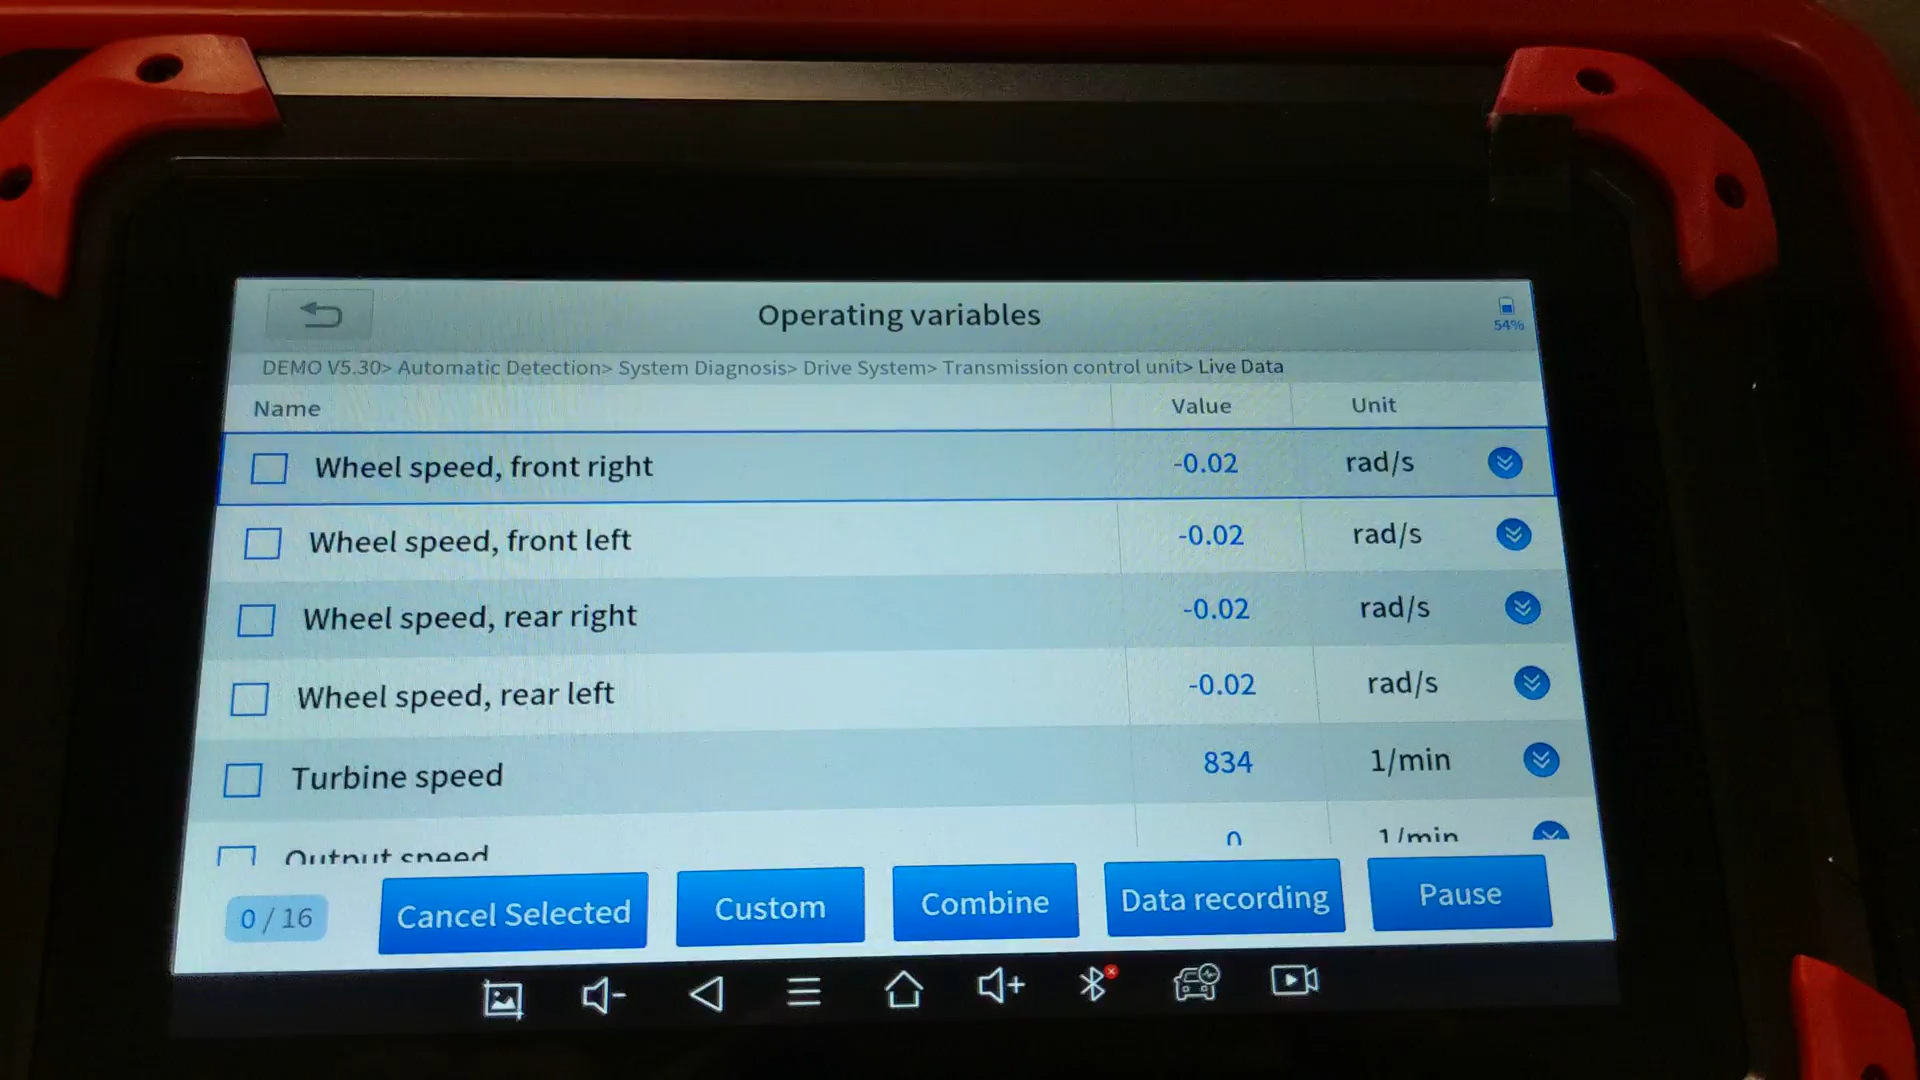 Operating variables
54%
DEMO V5.30> Automatic Detection> System Diagnosis> Drive System> Transmission control unit> Live Data
Name Value Unit
Wheel speed, front right -0.02 rad/s
Wheel speed, front left -0.02 rad/s
Wheel speed, rear right -0.02 rad/s
Wheel speed, rear left -0.02 rad/s
Turbine speed 834 1/min
Output speed 0 1/min
0 / 16 Cancel Selected Custom Combine Data recording Pause